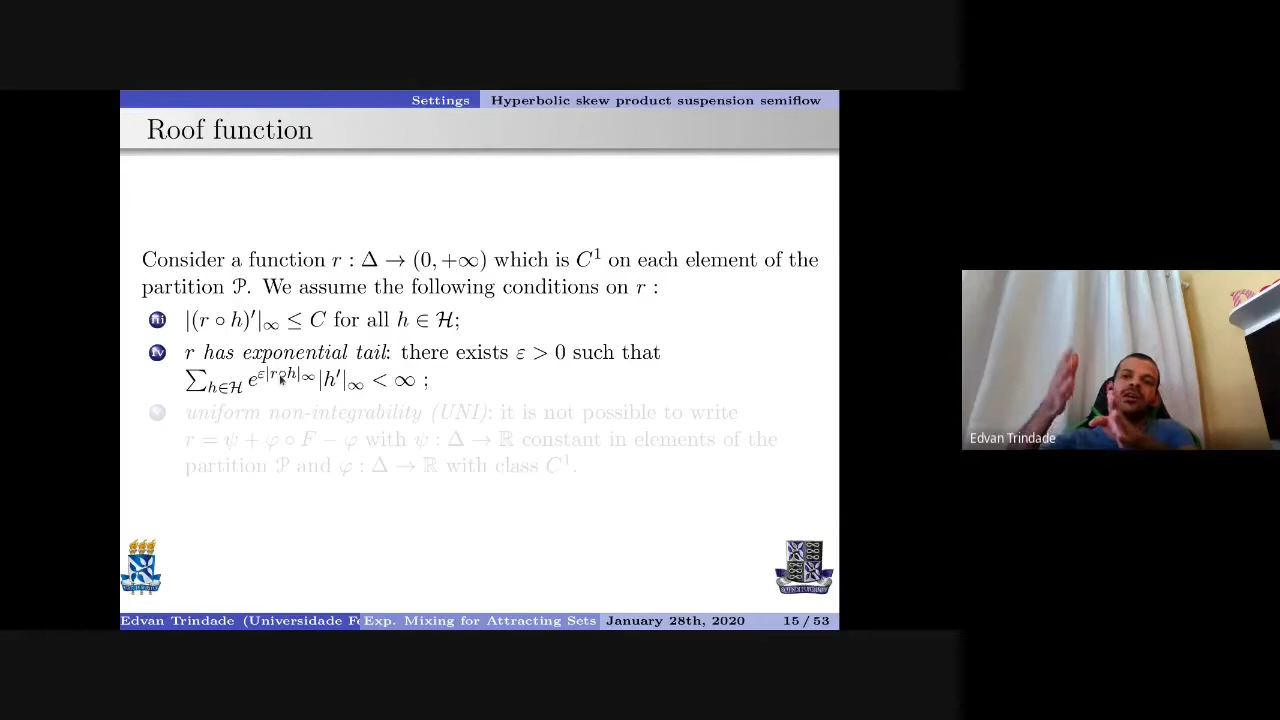 Settings Hyperbolic skew product suspension semiflow
Roof function
Consider a function r : Δ → (0, +∞) which is C¹ on each element of the
partition 𝒫. We assume the following conditions on r :
iii |(r ∘ h)′|∞ ≤ C for all h ∈ ℋ;
iv r has exponential tail: there exists ε > 0 such that
∑h∈ℋ e^ε|r∘h|∞ |h′|∞ < ∞ ;
v uniform non-integrability (UNI): it is not possible to write
r = ψ + φ ∘ F − φ with ψ : Δ → ℝ constant in elements of the
partition 𝒫 and φ : Δ → ℝ with class C¹.
Edvan Trindade (Universidade Fe Exp. Mixing for Attracting Sets January 28th, 2020 15 / 53
Edvan Trindade